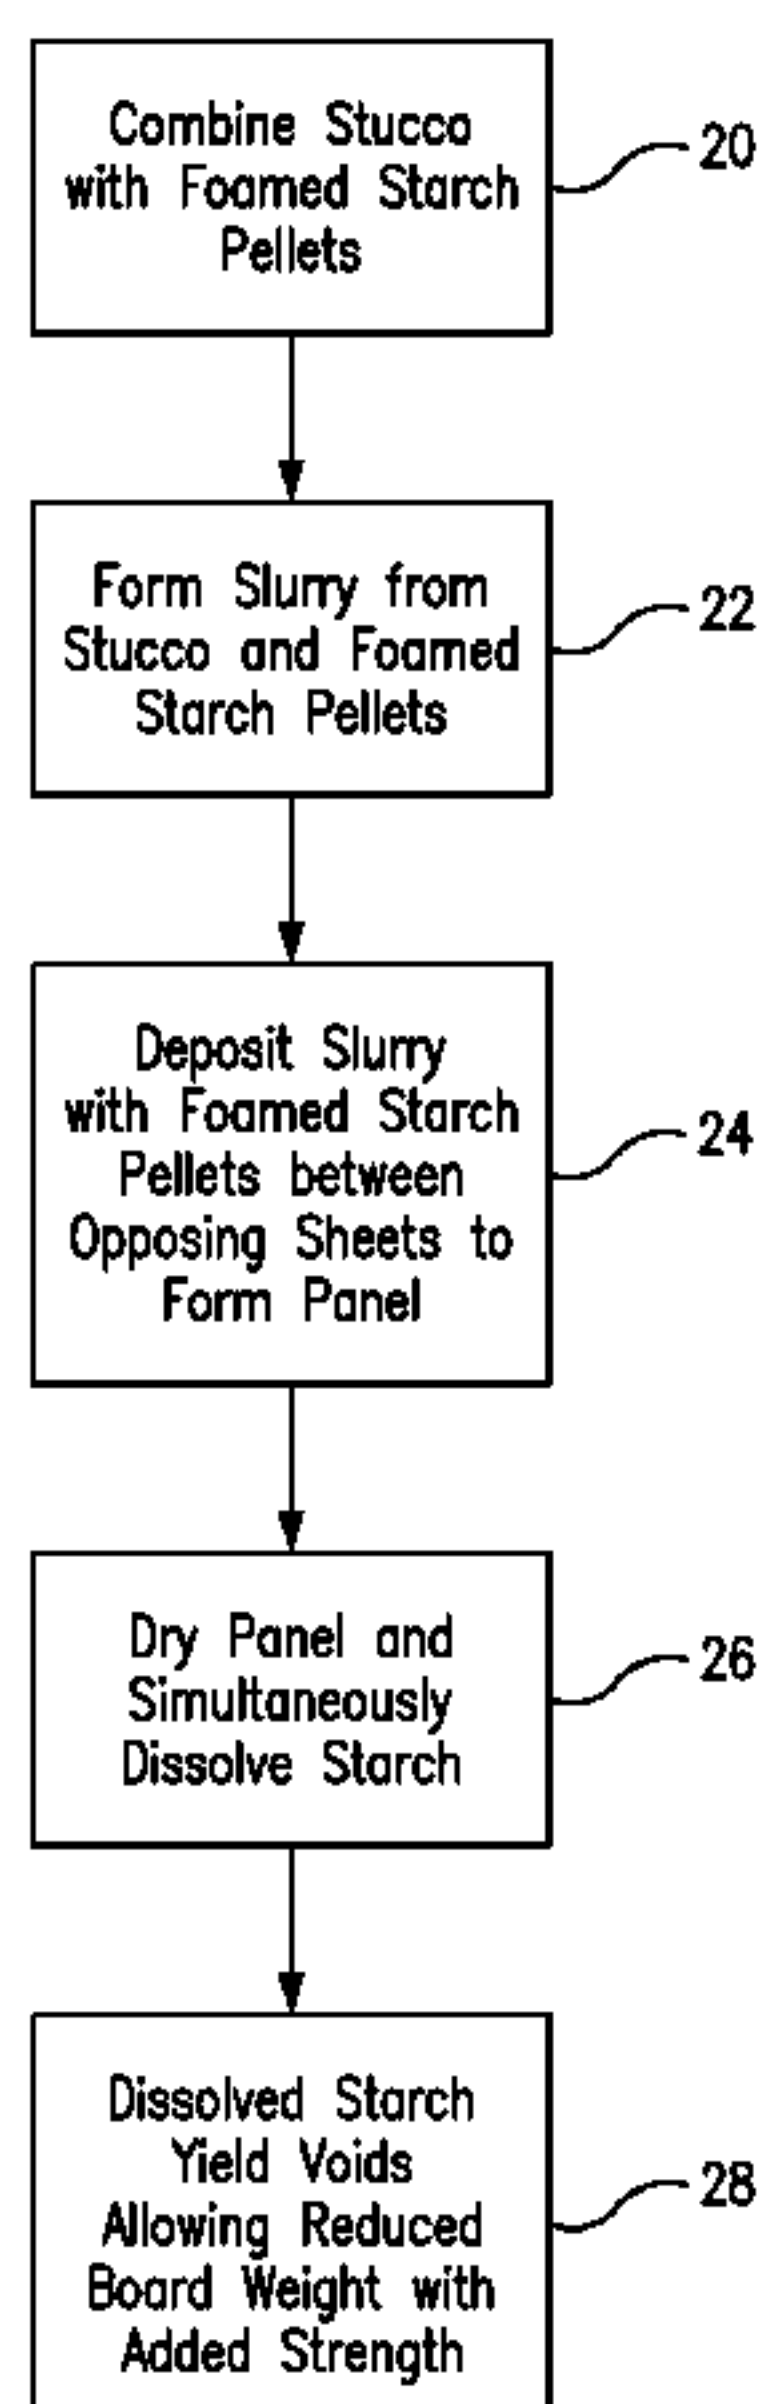 Combine Stucco
with Foamed Starch
Pellets
20
Form Slurry from
Stucco and Foamed
Starch Pellets
22
Deposit Slurry
with Foamed Starch
Pellets between
Opposing Sheets to
Form Panel
24
Dry Panel and
Simultaneously
Dissolve Starch
26
Dissolved Starch
Yield Voids
Allowing Reduced
Board Weight with
Added Strength
28